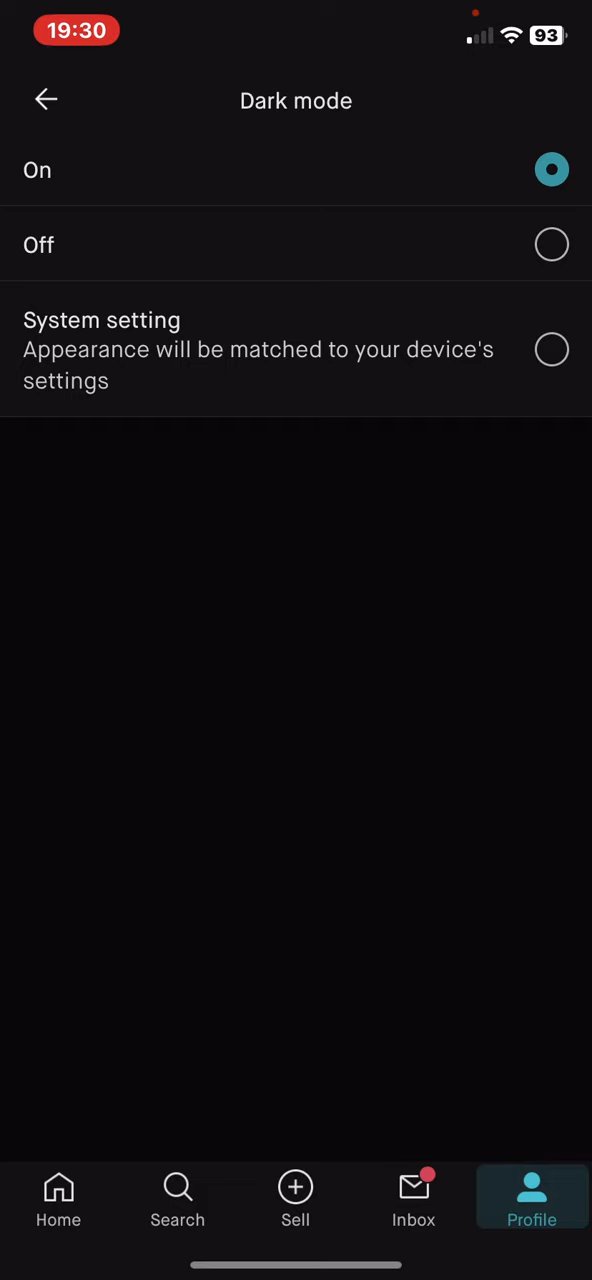 19:30
93
Dark mode
On
Off
System setting
Appearance will be matched to your device's
settings
Home
Search
Sell
Inbox
Profile